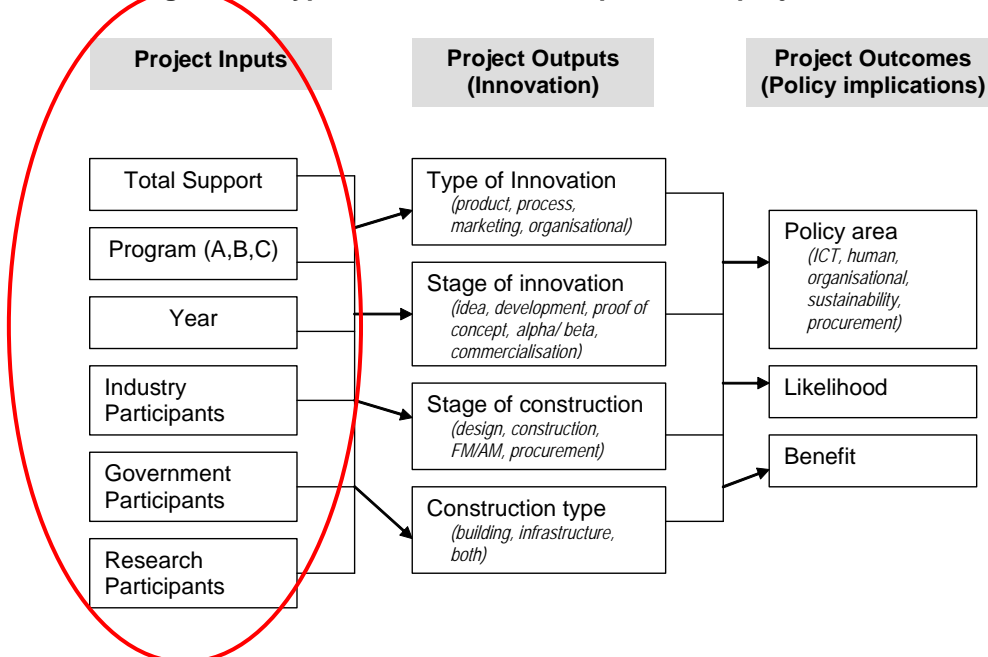 Project Inputs
Project Outputs
(Innovation)
Project Outcomes
(Policy implications)
Total Support
Program (A,B,C)
Year
Industry
Participants
Government
Participants
Research
Participants
Type of Innovation
(product, process,
marketing, organisational)
Stage of innovation
(idea, development, proof of
concept, alpha/ beta,
commercialisation)
Stage of construction
(design, construction,
FM/AM, procurement)
Construction type
(building, infrastructure,
both)
Policy area
(ICT, human,
organisational,
sustainability,
procurement)
Likelihood
Benefit